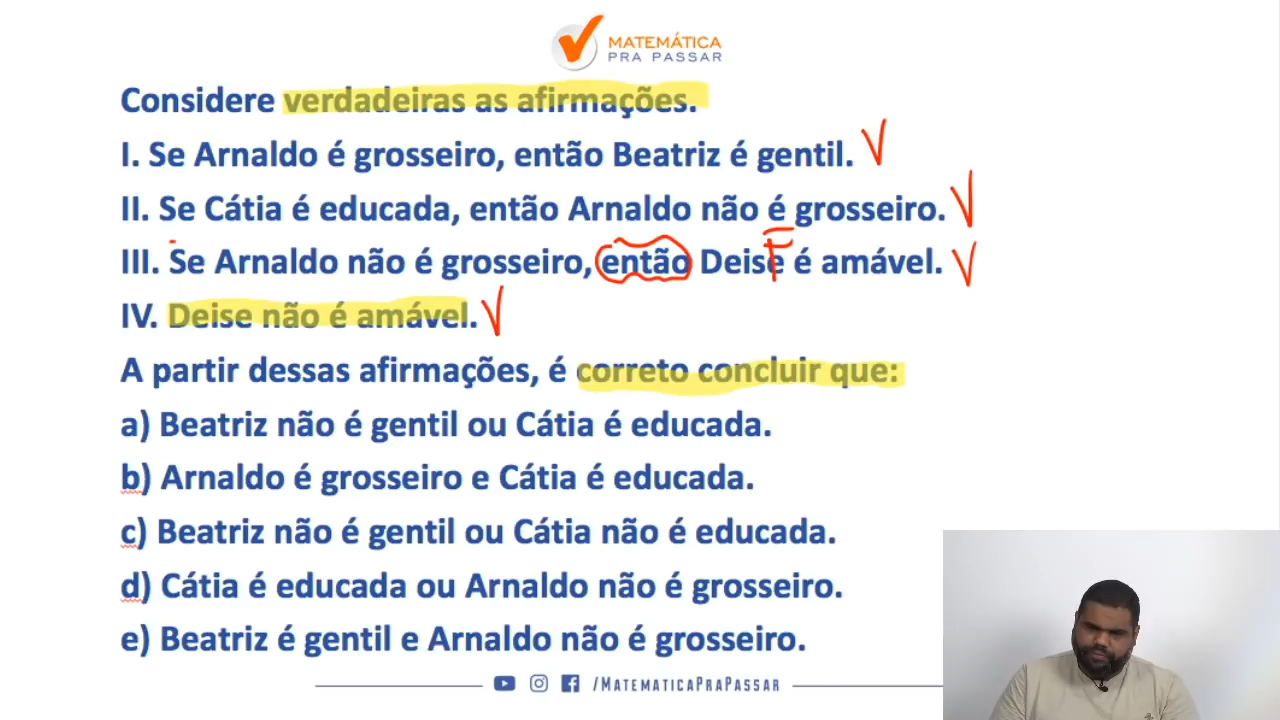 MATEMÁTICA
PRA PASSAR
Considere verdadeiras as afirmações.
I. Se Arnaldo é grosseiro, então Beatriz é gentil. V
II. Se Cátia é educada, então Arnaldo não é grosseiro. V
F
III. Se Arnaldo não é grosseiro, então Deise é amável. V
IV. Deise não é amável. V
A partir dessas afirmações, é correto concluir que:
a) Beatriz não é gentil ou Cátia é educada.
b) Arnaldo é grosseiro e Cátia é educada.
c) Beatriz não é gentil ou Cátia não é educada.
d) Cátia é educada ou Arnaldo não é grosseiro.
e) Beatriz é gentil e Arnaldo não é grosseiro.
/MATEMATICAPRAPASSAR